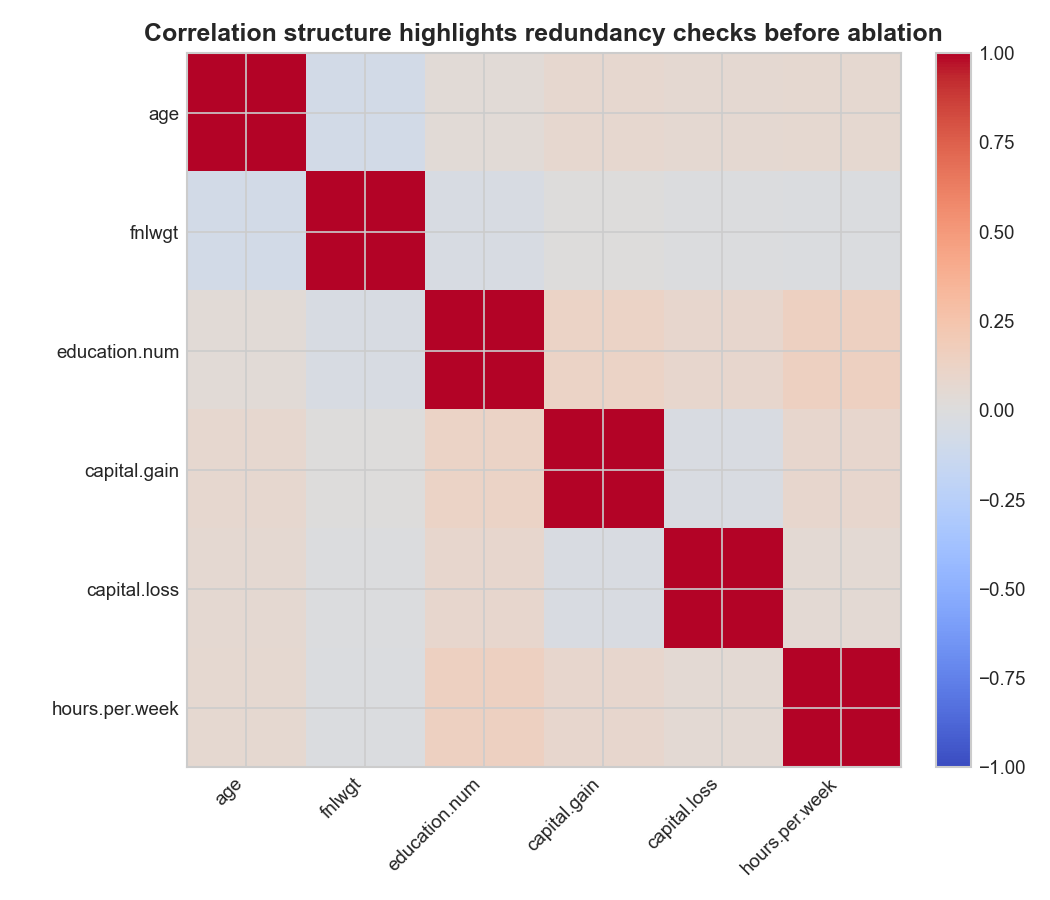 Correlation structure highlights redundancy checks before ablation
age
fnlwgt
education.num
capital.gain
capital.loss
hours.per.week
age
fnlwgt
education.num
capital.gain
capital.loss
hours.per.week
1.00
0.75
0.50
0.25
0.00
−0.25
−0.50
−0.75
−1.00